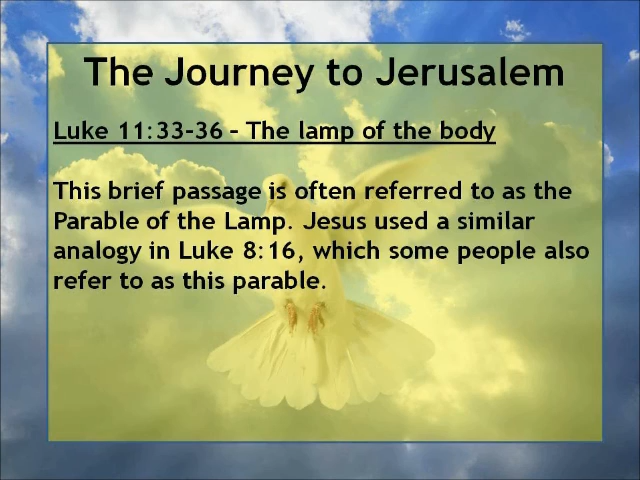 The Journey to Jerusalem
Luke 11:33-36 – The lamp of the body
This brief passage is often referred to as the
Parable of the Lamp. Jesus used a similar
analogy in Luke 8:16, which some people also
refer to as this parable.